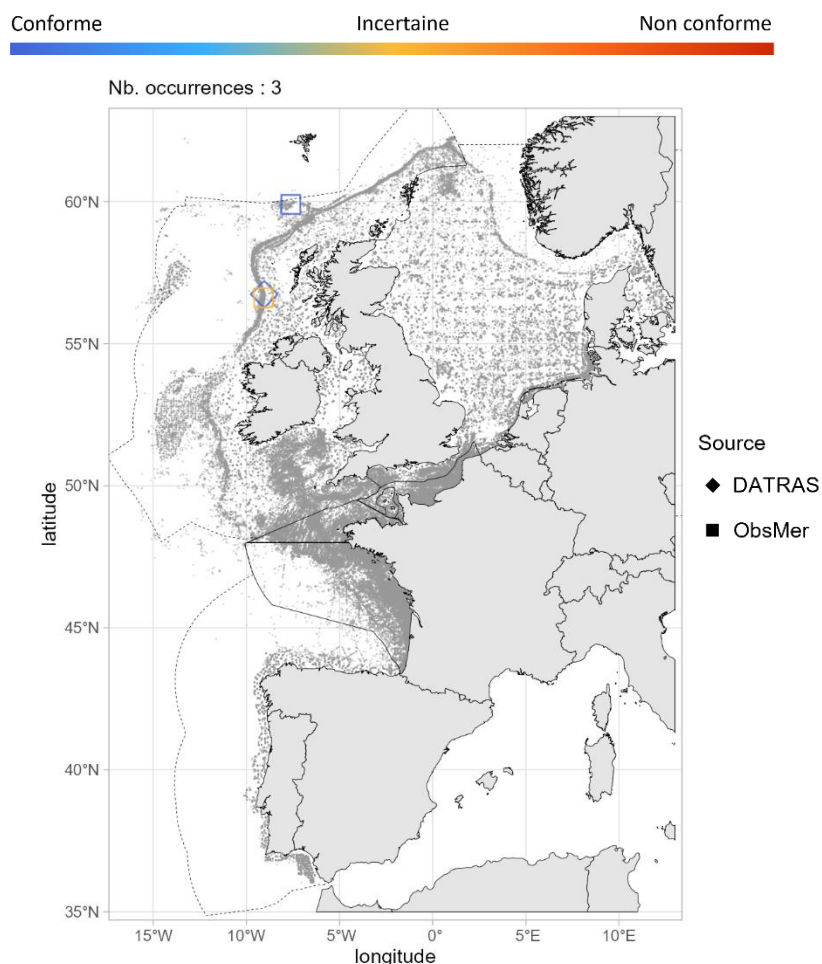 Conforme Incertaine Non conforme
Nb. occurrences : 3
60°N
55°N
50°N
45°N
40°N
35°N
latitude
15°W 10°W 5°W 0° 5°E 10°E
longitude
Source
DATRAS
ObsMer